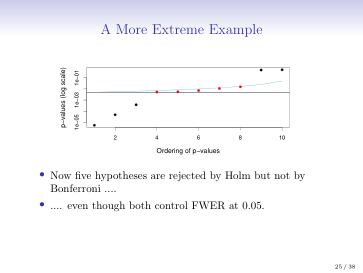 A More Extreme Example
p−values (log scale)
1e−05 1e−03 1e−01
2 4 6 8 10
Ordering of p−values
Now five hypotheses are rejected by Holm but not by
Bonferroni ....
.... even though both control FWER at 0.05.
25 / 38